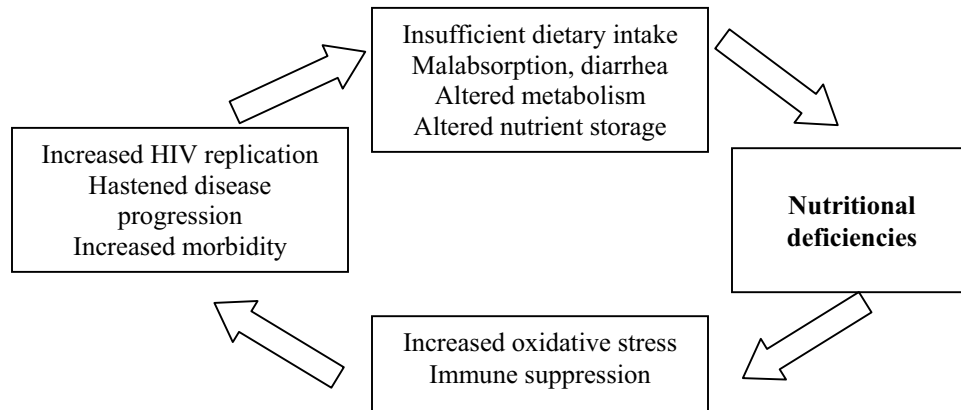 Insufficient dietary intake
Malabsorption, diarrhea
Altered metabolism
Altered nutrient storage
Increased HIV replication
Hastened disease
progression
Increased morbidity
Nutritional
deficiencies
Increased oxidative stress
Immune suppression